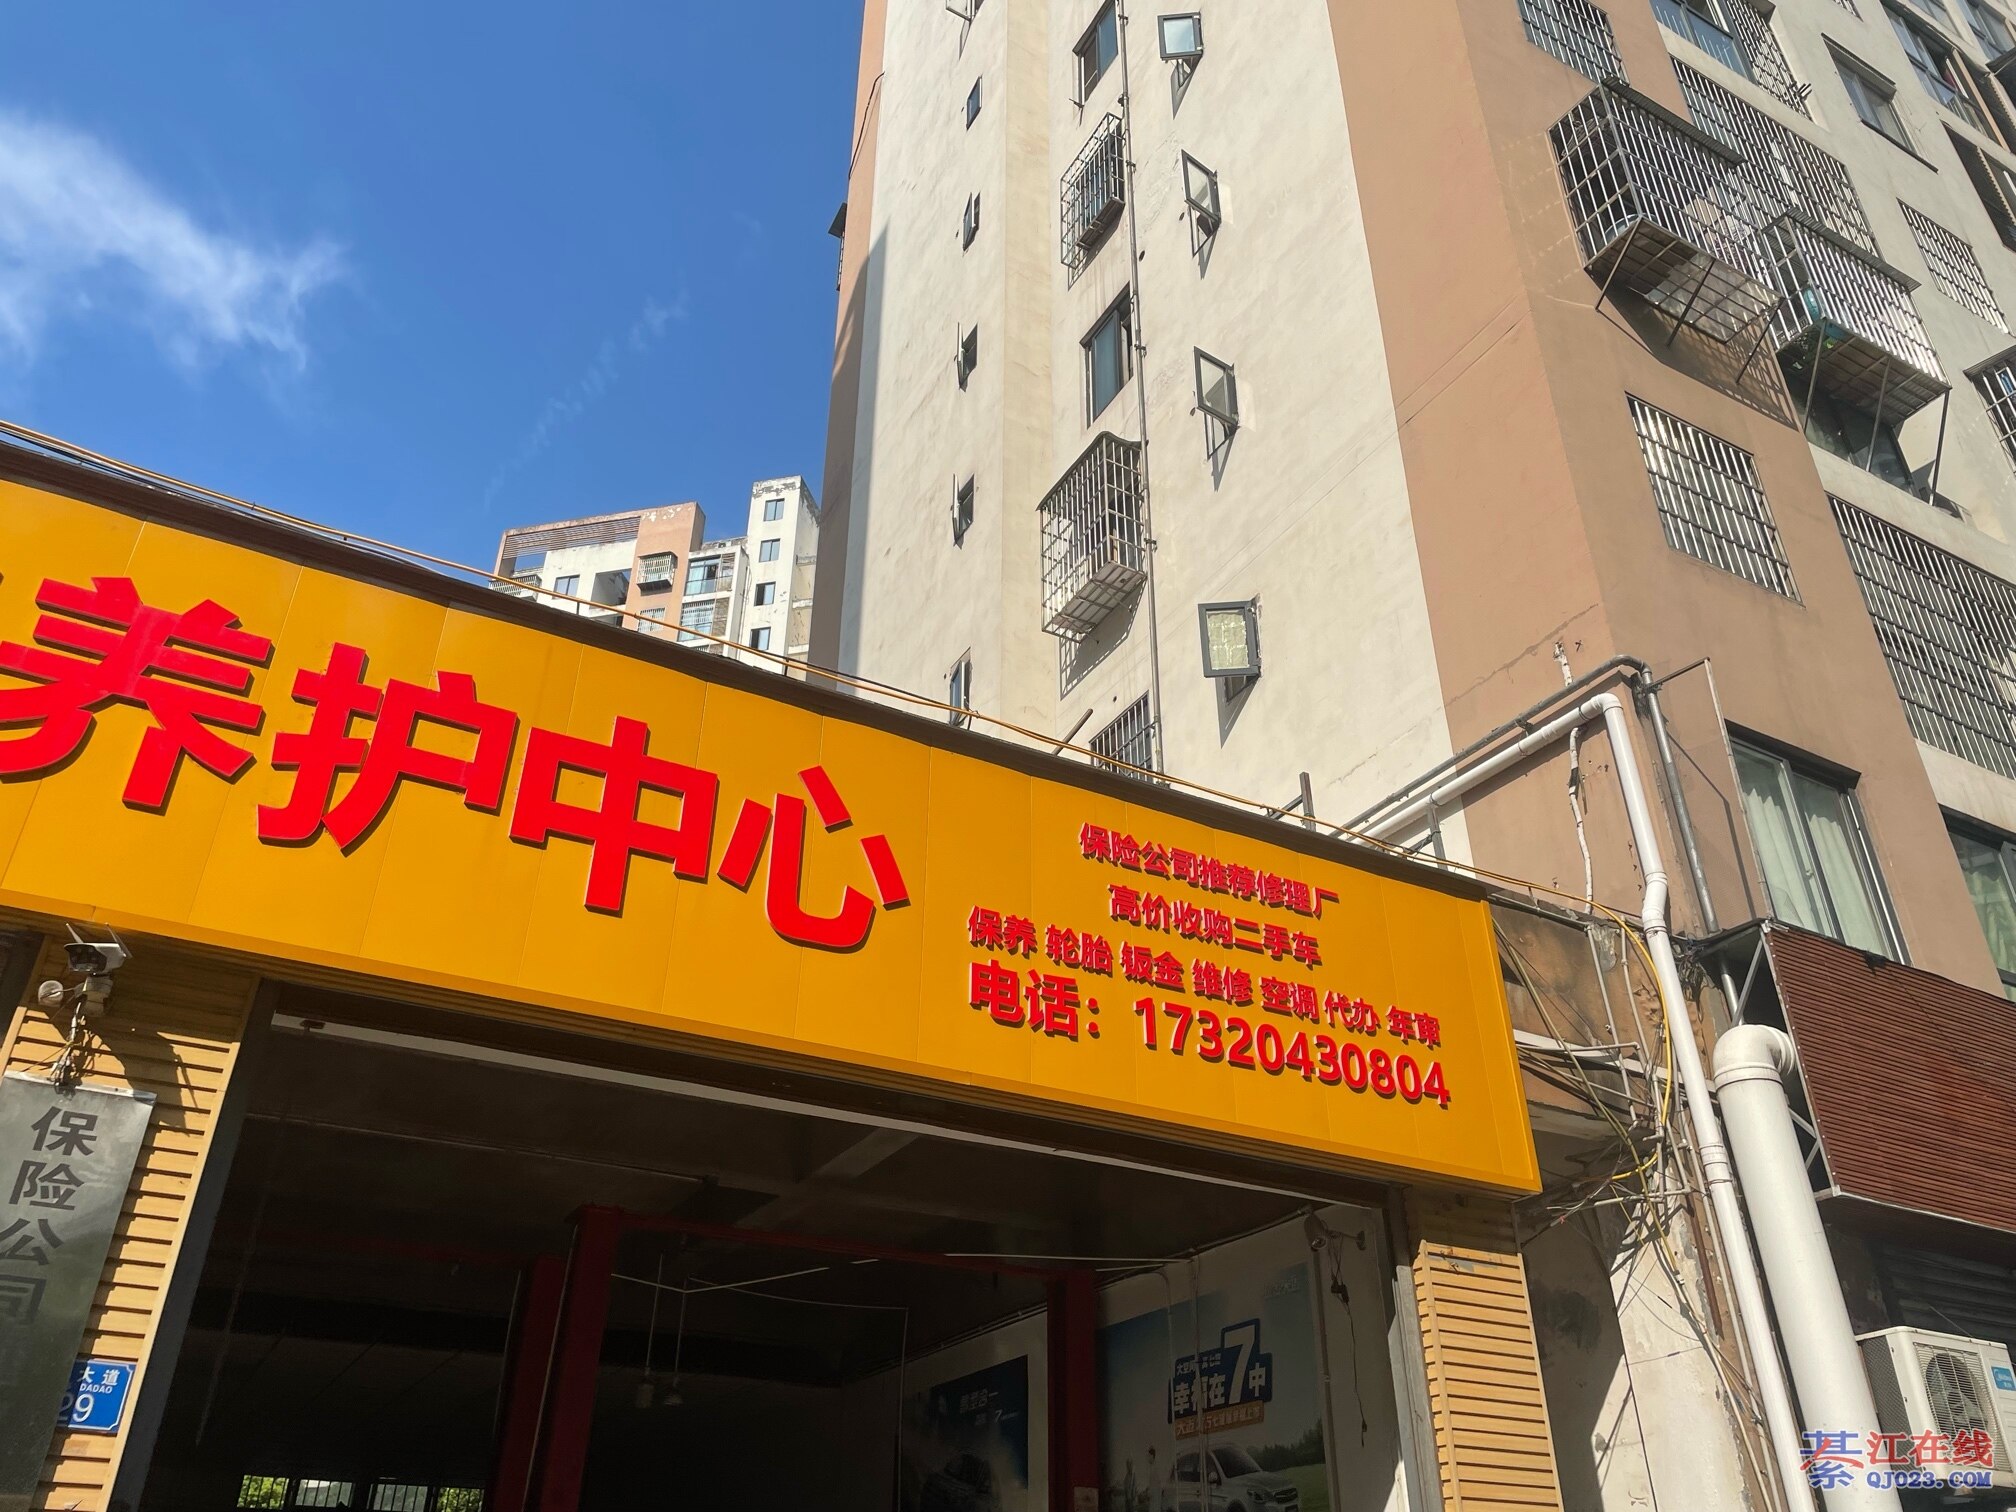 养护中心
保险公司推荐修理厂
高价收购二手车
保养 轮胎 钣金 维修 空调 代办 年审
电话：17320430804
保险公司
大道
DADAO
29
幸福在7中
綦江在线
QJ023.COM